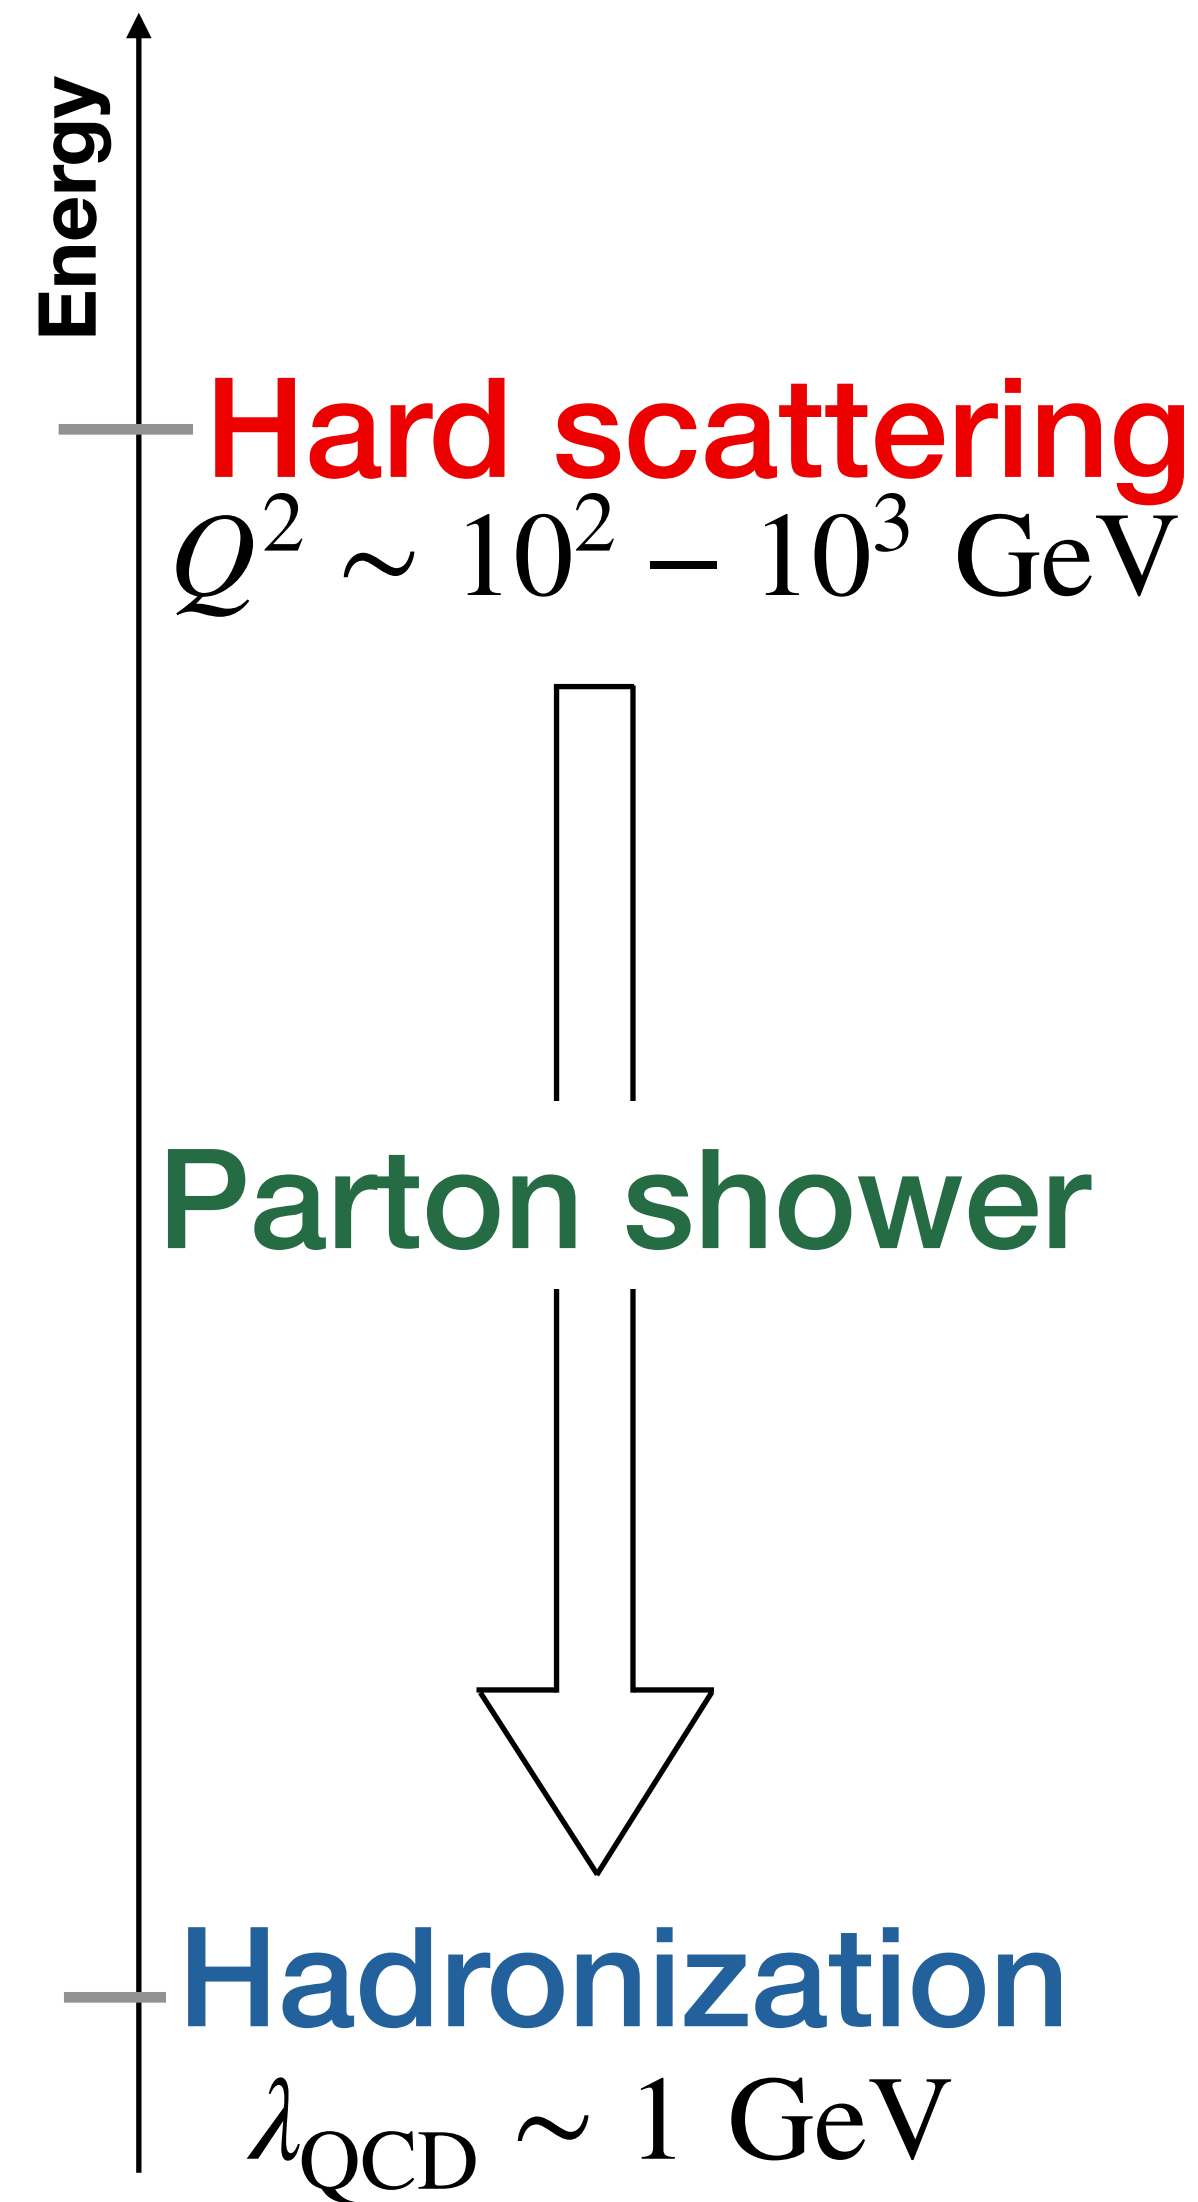 Energy
Hard scattering
Q² ∼ 10² − 10³ GeV
Parton shower
Hadronization
λ_QCD ∼ 1 GeV